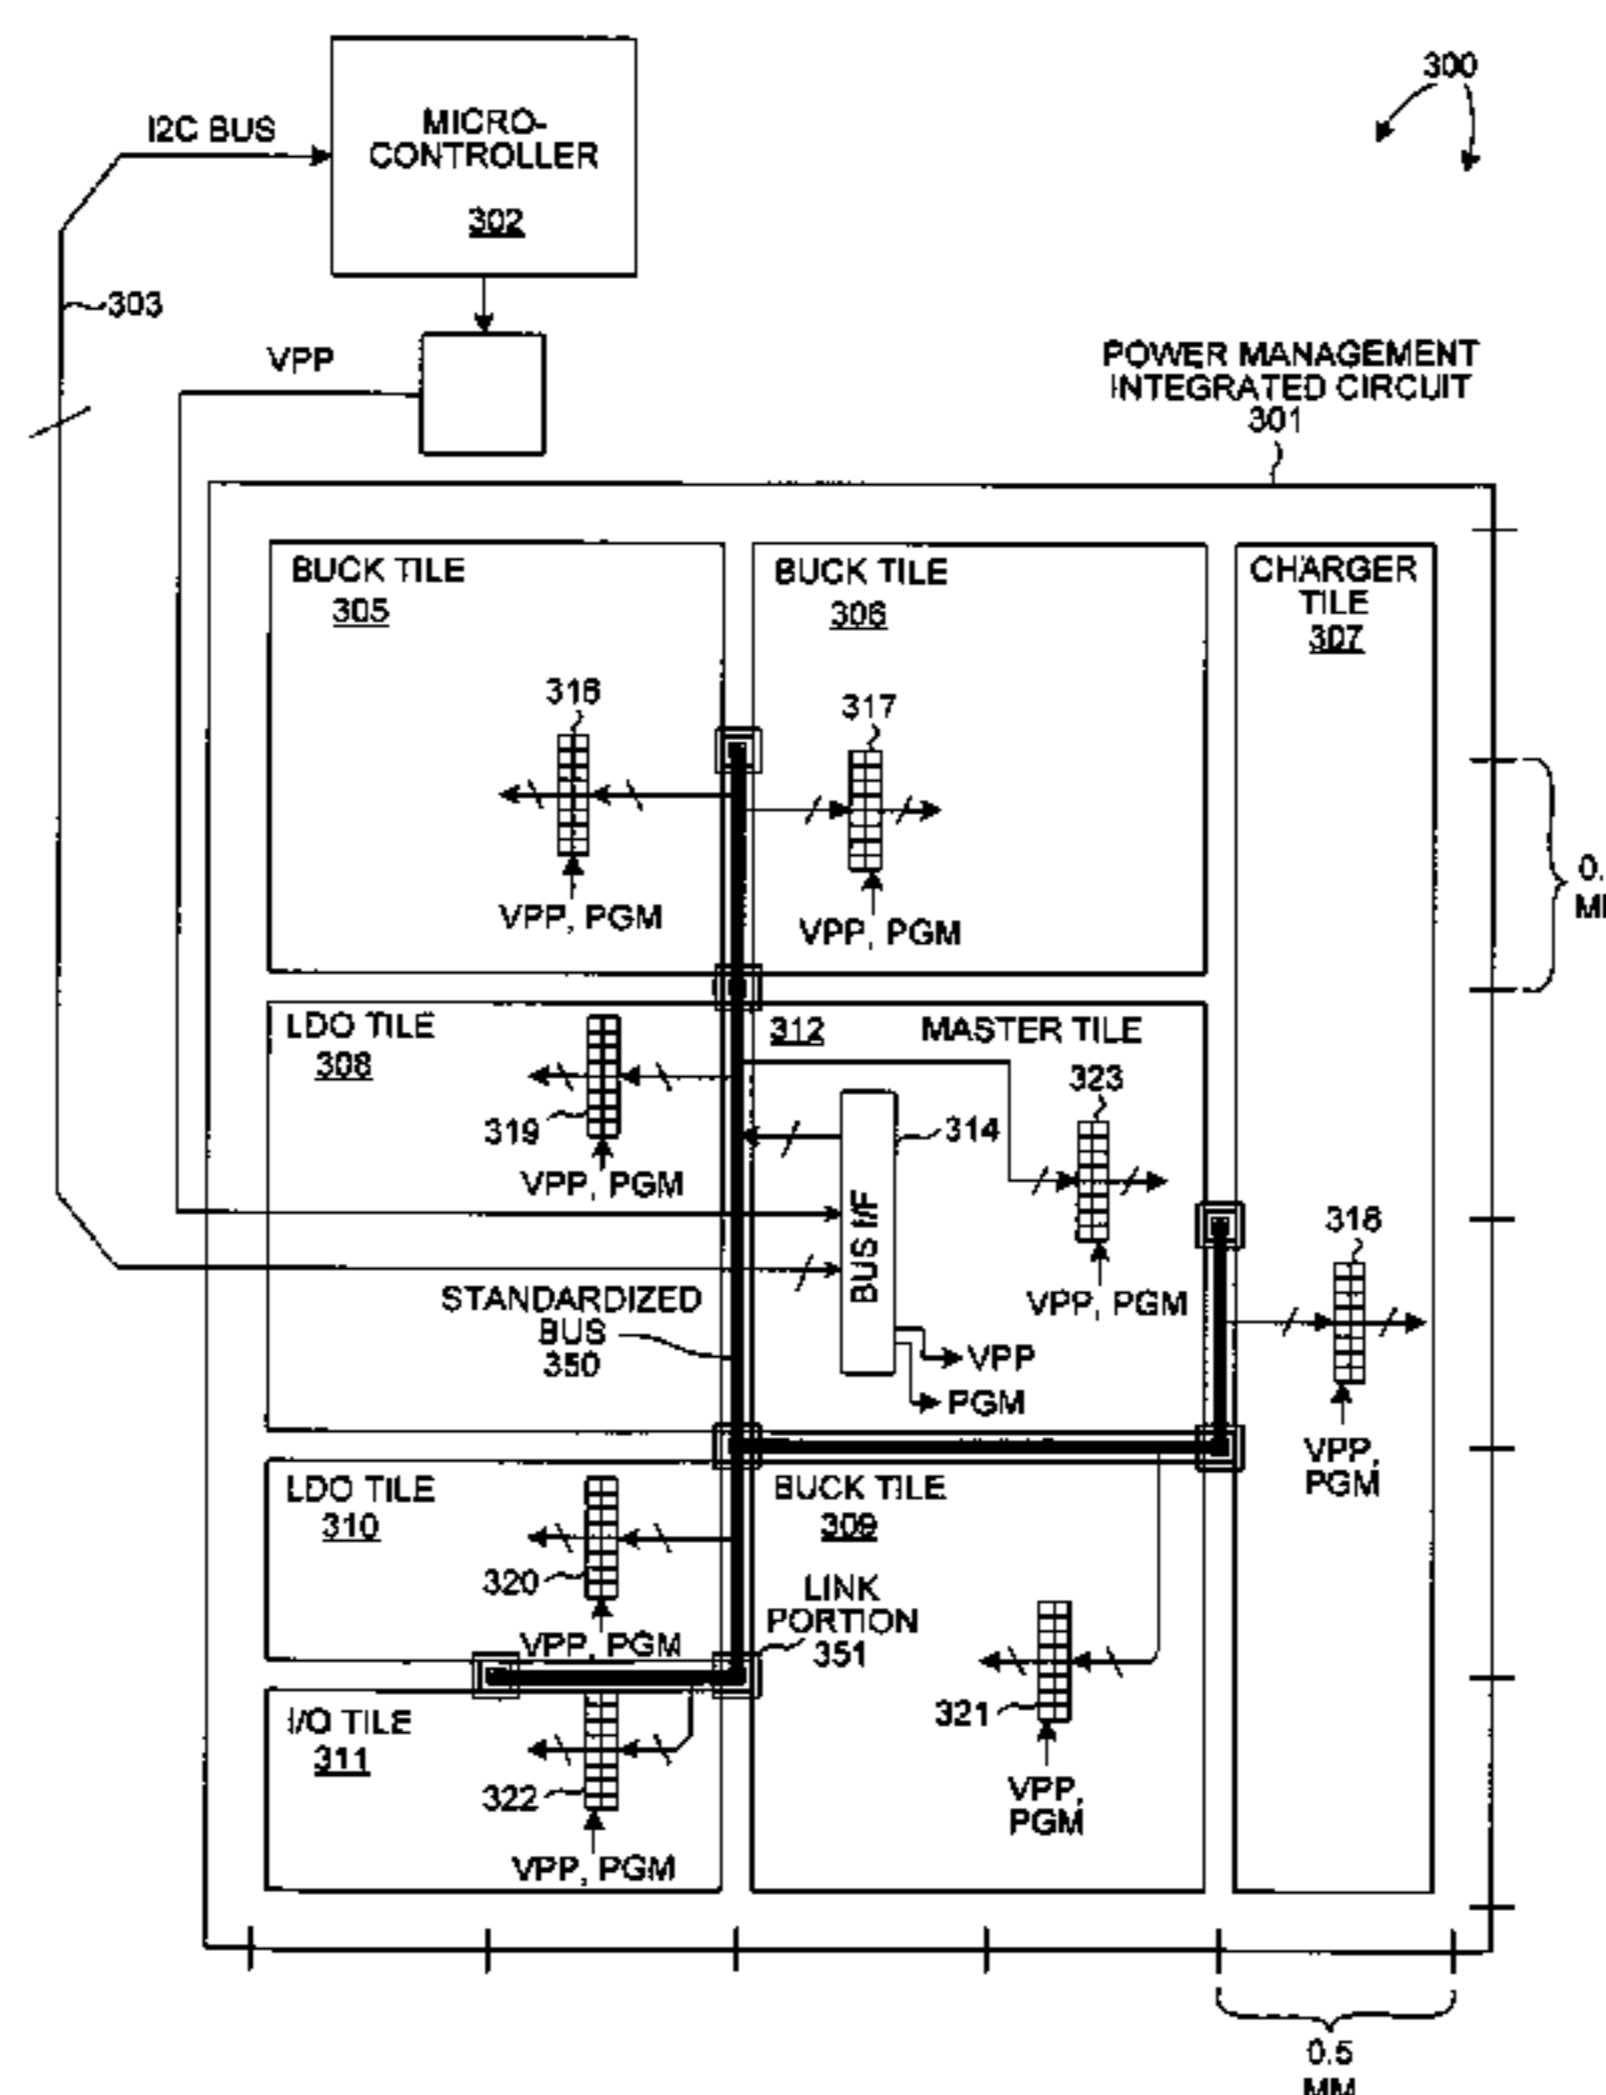 300
I2C BUS
MICRO-
CONTROLLER
302
303
VPP
POWER MANAGEMENT
INTEGRATED CIRCUIT
301
BUCK TILE
305
BUCK TILE
306
CHARGER
TILE
307
316
317
VPP, PGM
VPP, PGM
0.
LDO TILE
308
312
MASTER TILE
323
319
314
VPP, PGM
BUS I/F
318
STANDARDIZED
BUS
350
VPP, PGM
VPP
PGM
VPP,
PGM
LDO TILE
310
BUCK TILE
309
320
LINK
PORTION
351
VPP, PGM
321
I/O TILE
311
322
VPP,
PGM
VPP, PGM
0.5
MM